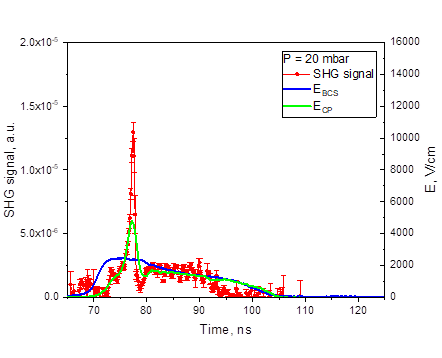 P = 20 mbar
SHG signal
E_BCS
E_CP
2.0x10⁻⁵
1.5x10⁻⁵
1.0x10⁻⁵
5.0x10⁻⁶
0.0
SHG signal, a.u.
16000
14000
12000
10000
8000
6000
4000
2000
0
E, V/cm
70 80 90 100 110 120
Time, ns